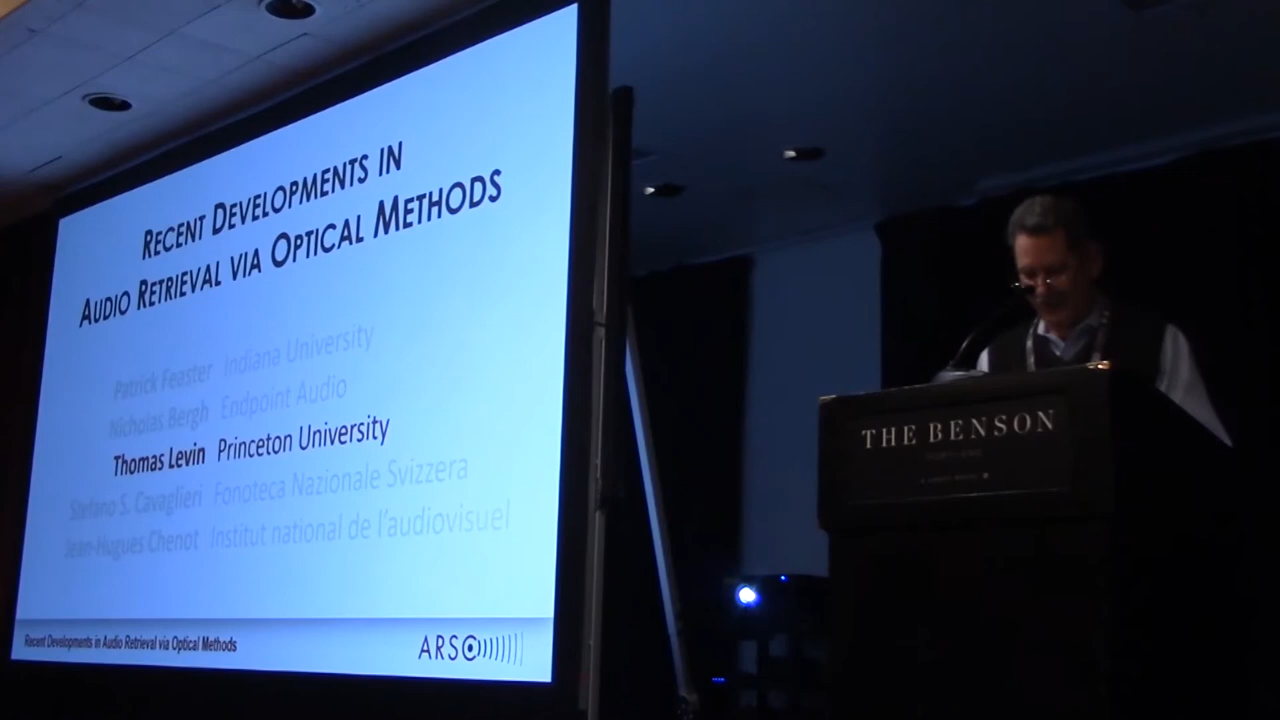 RECENT DEVELOPMENTS IN
AUDIO RETRIEVAL VIA OPTICAL METHODS
Patrick Feaster Indiana University
Nicholas Bergh Endpoint Audio
Thomas Levin Princeton University
Stefano S. Cavaglieri Fonoteca Nazionale Svizzera
Jean-Hugues Chenot Institut national de l'audiovisuel
Recent Developments in Audio Retrieval via Optical Methods
ARSC
THE BENSON